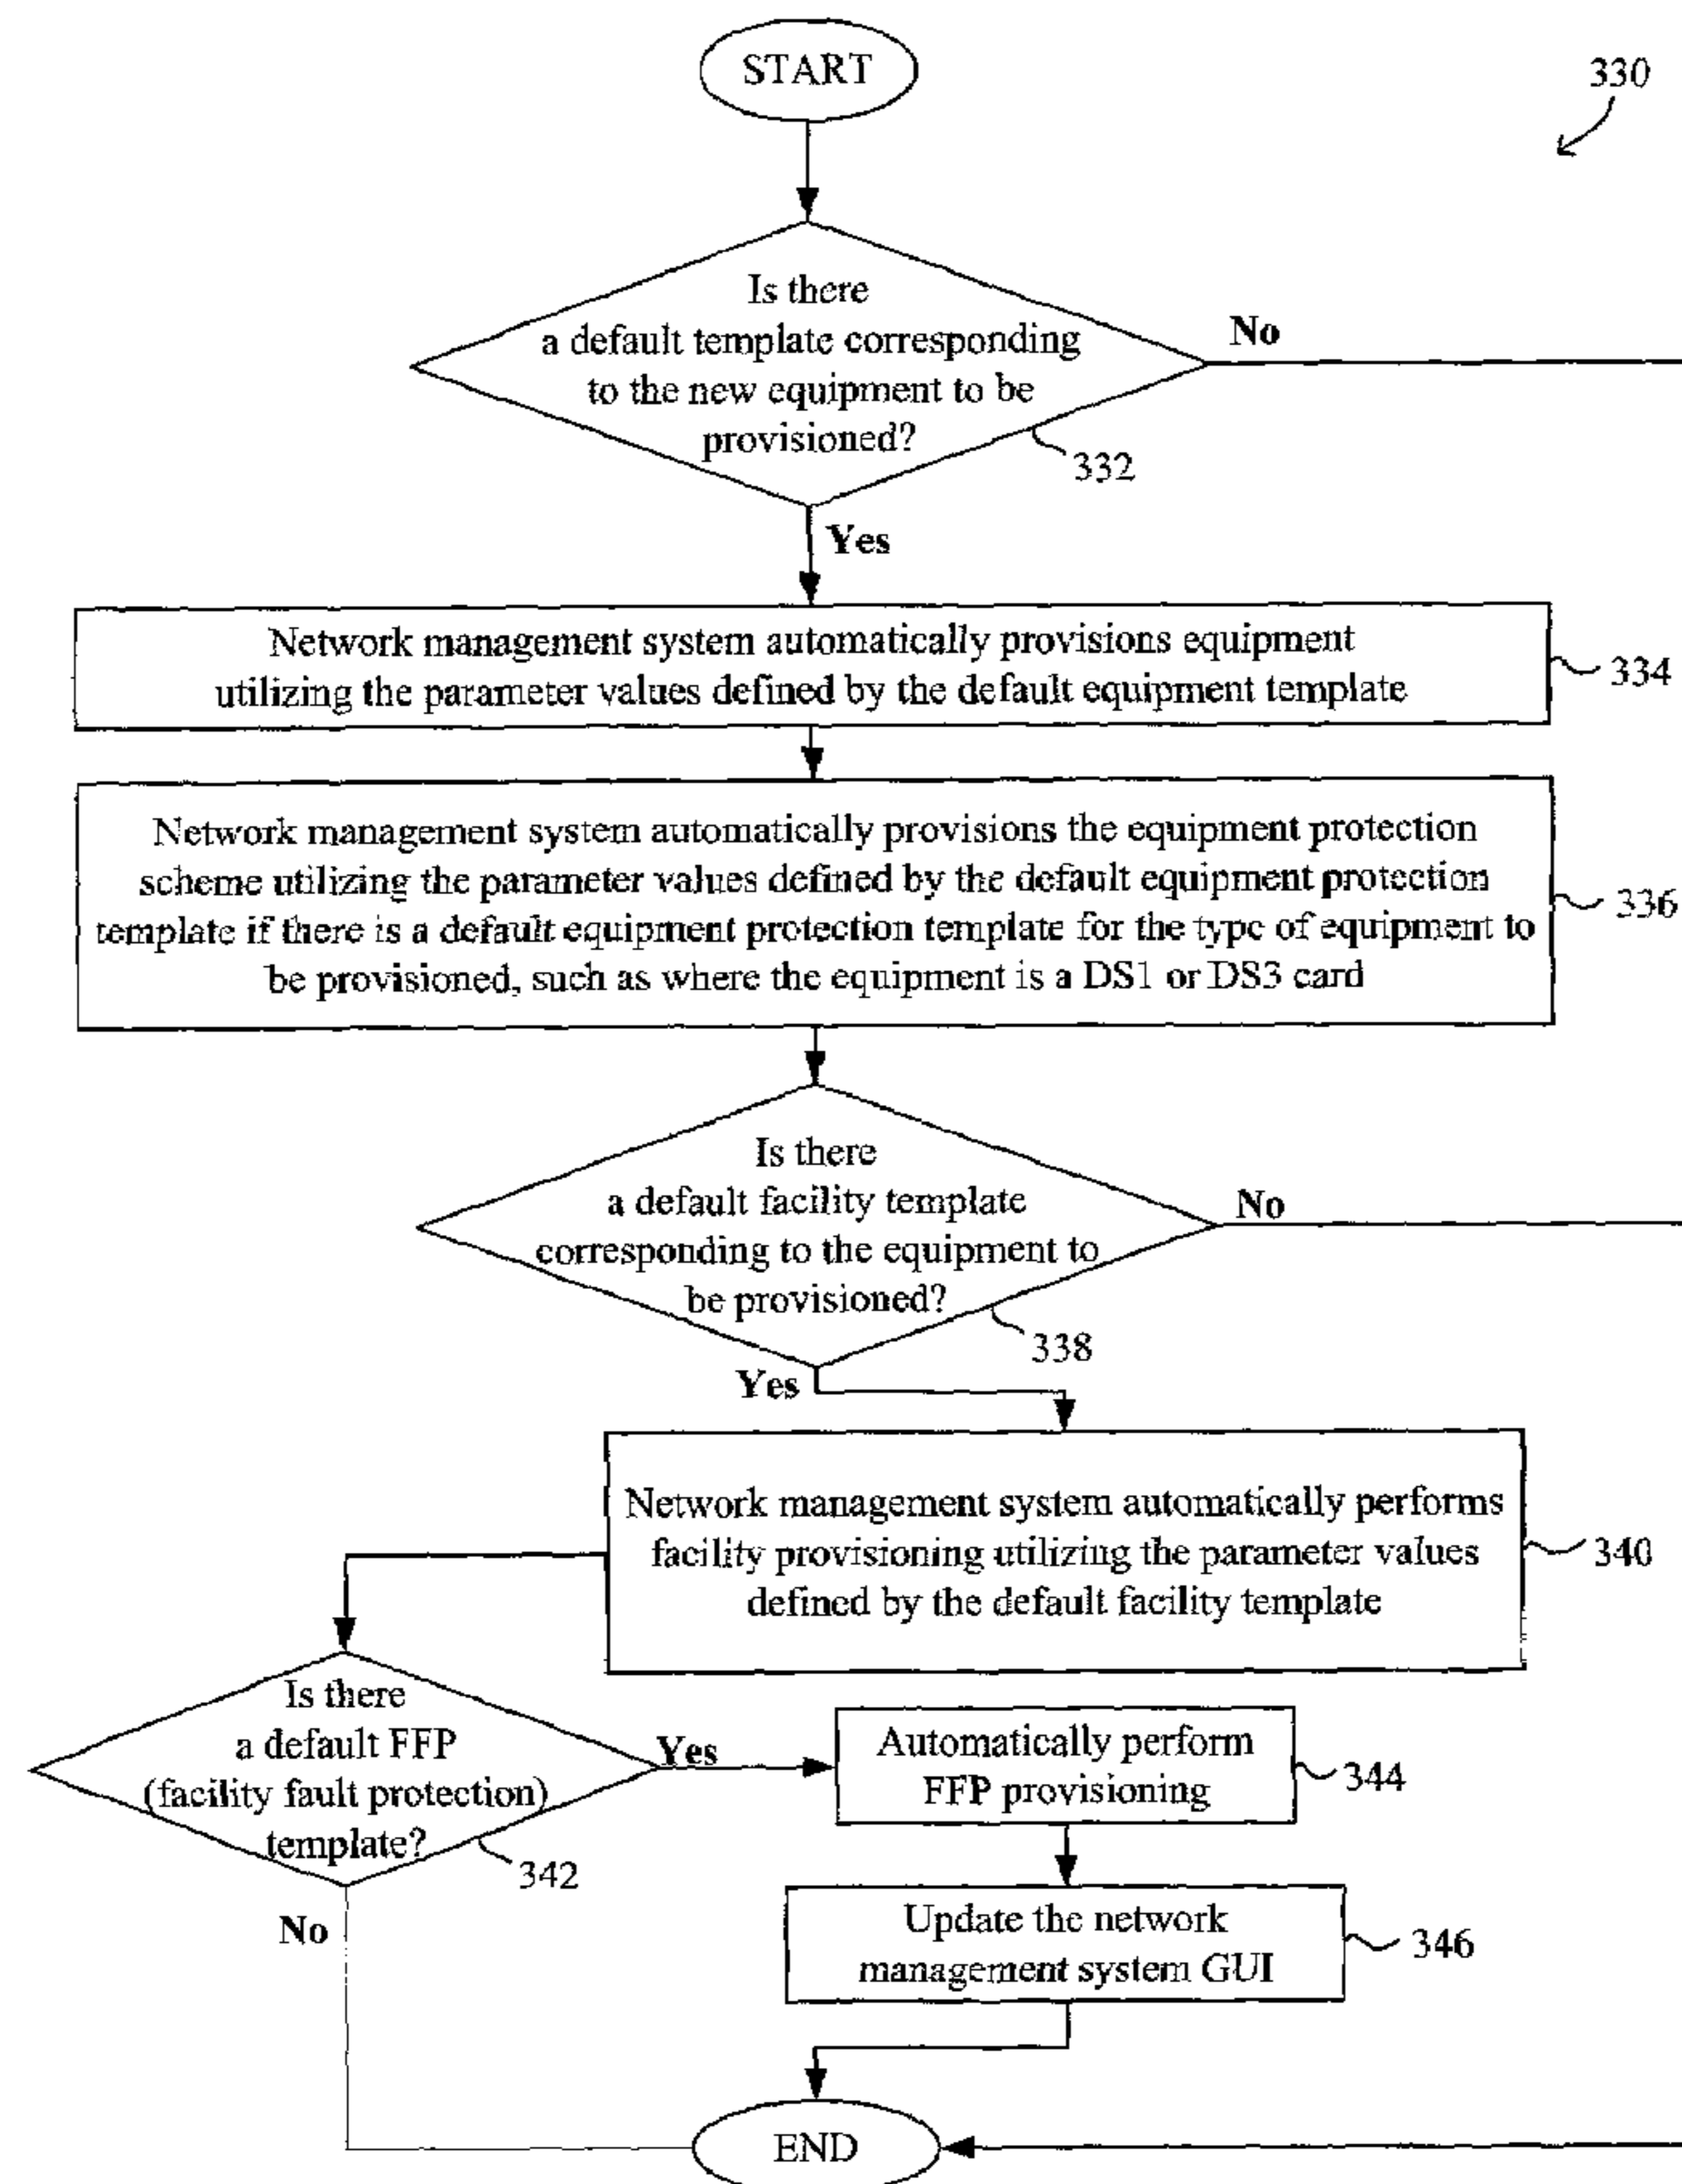 START
330
Is there
a default template corresponding
to the new equipment to be
provisioned?
No
332
Yes
Network management system automatically provisions equipment
utilizing the parameter values defined by the default equipment template
334
Network management system automatically provisions the equipment protection
scheme utilizing the parameter values defined by the default equipment protection
template if there is a default equipment protection template for the type of equipment to
be provisioned, such as where the equipment is a DS1 or DS3 card
336
Is there
a default facility template
corresponding to the equipment to
be provisioned?
No
338
Yes
Network management system automatically performs
facility provisioning utilizing the parameter values
defined by the default facility template
340
Is there
a default FFP
(facility fault protection)
template?
Yes
342
No
Automatically perform
FFP provisioning
344
Update the network
management system GUI
346
END